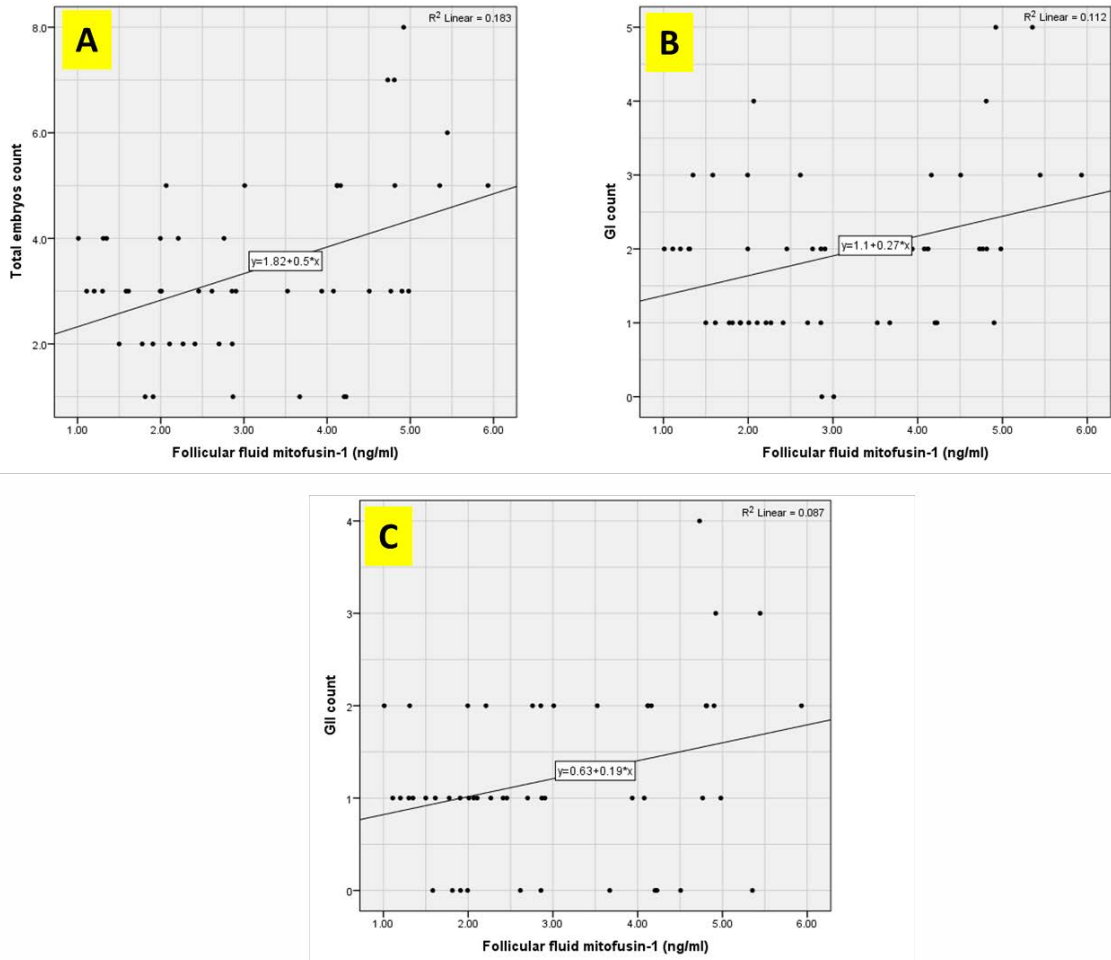 A
R² Linear = 0.183
Total embryos count
8.0
6.0
4.0
2.0
y=1.82+0.5*x
1.00 2.00 3.00 4.00 5.00 6.00
Follicular fluid mitofusin-1 (ng/ml)
B
R² Linear = 0.112
GI count
5
4
3
2
1
0
y=1.1+0.27*x
1.00 2.00 3.00 4.00 5.00 6.00
Follicular fluid mitofusin-1 (ng/ml)
C
R² Linear = 0.087
GII count
4
3
2
1
0
y=0.63+0.19*x
1.00 2.00 3.00 4.00 5.00 6.00
Follicular fluid mitofusin-1 (ng/ml)